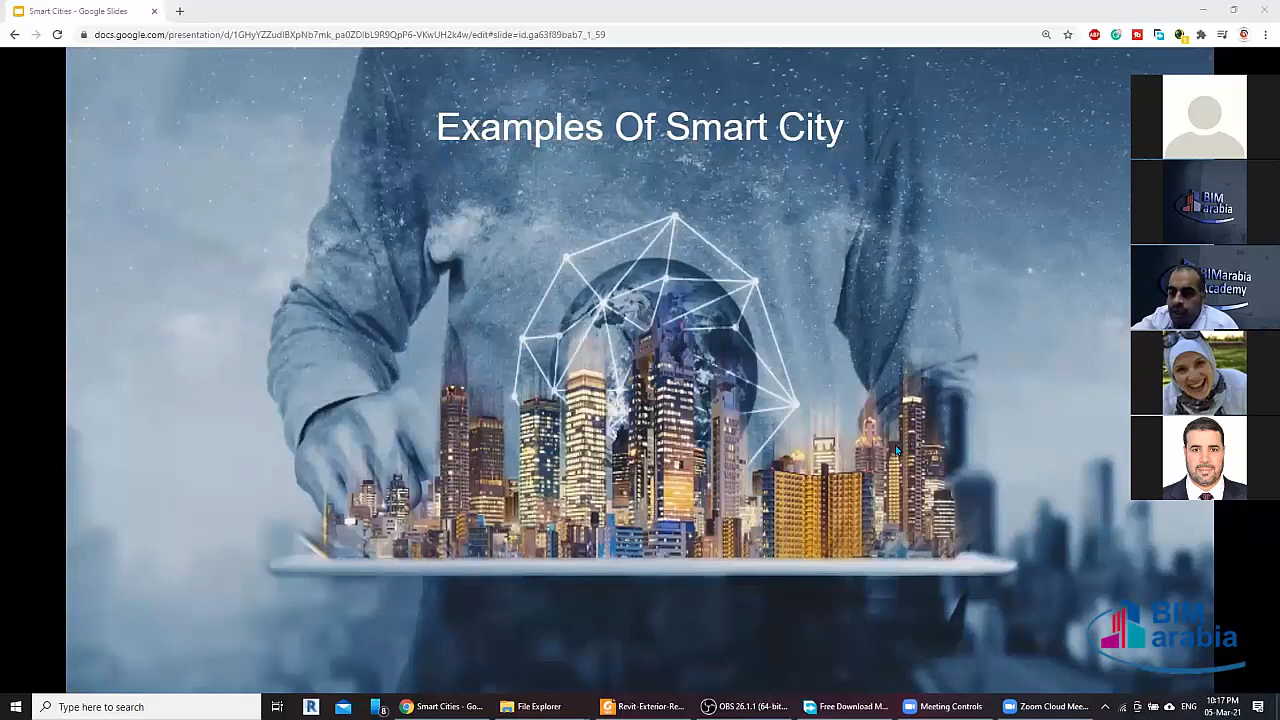 Smart Cities - Google Slides
docs.google.com/presentation/d/1GHyYZZudIBXpNb7mk_pa0ZDlbL9R9QpP6-VKwUH2k4w/edit#slide=id.ga63f89bab7_1_59
Examples Of Smart City
BIM
arabia
BIMarabia
Academy
BIM
arabia
Type here to search
Smart Cities - Go...
File Explorer
Revit-Exterior-Re...
OBS 26.1.1 (64-bit...
Free Download M...
Meeting Controls
Zoom Cloud Mee...
10:17 PM
05-Mar-21